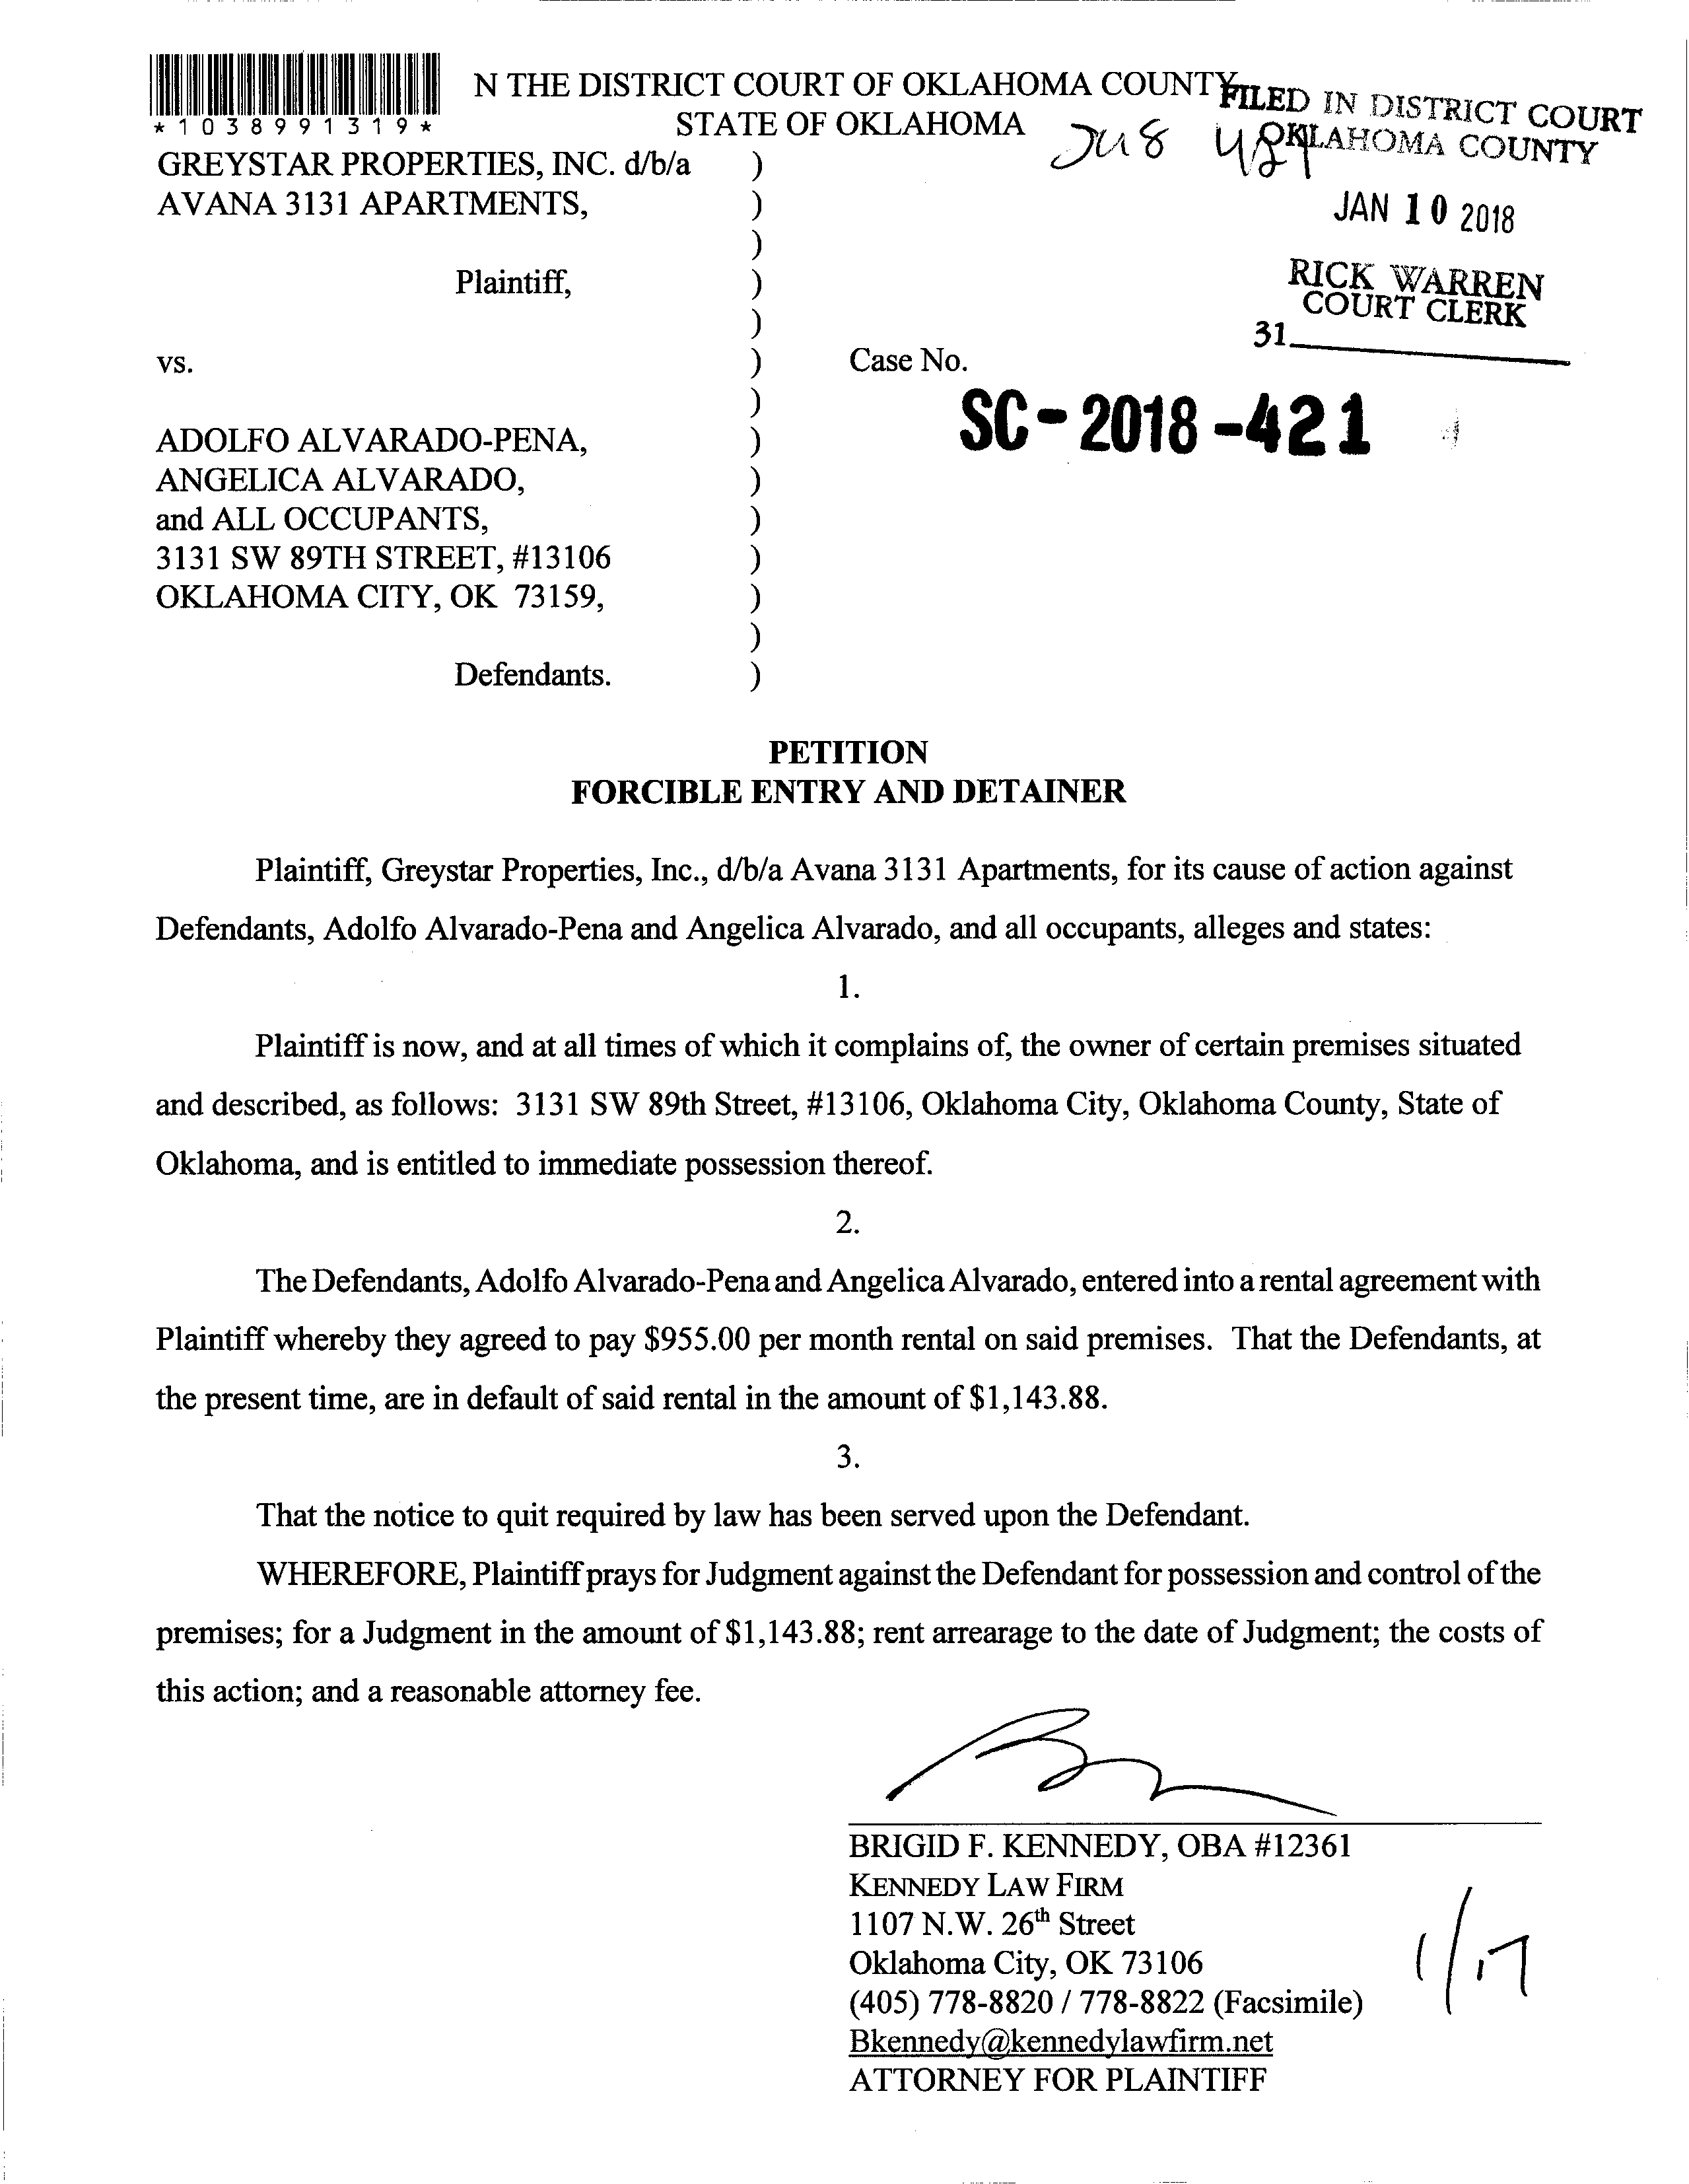 N THE DISTRICT COURT OF OKLAHOMA COUNTY
STATE OF OKLAHOMA
*1038991319*
FILED IN DISTRICT COURT
OKLAHOMA COUNTY
JAN 10 2018
RICK WARREN
COURT CLERK
31
GREYSTAR PROPERTIES, INC. d/b/a )
AVANA 3131 APARTMENTS, )
)
Plaintiff, )
)
vs. ) Case No.
) SC-2018-421
ADOLFO ALVARADO-PENA, )
ANGELICA ALVARADO, )
and ALL OCCUPANTS, )
3131 SW 89TH STREET, #13106 )
OKLAHOMA CITY, OK 73159, )
)
Defendants. )
PETITION
FORCIBLE ENTRY AND DETAINER
Plaintiff, Greystar Properties, Inc., d/b/a Avana 3131 Apartments, for its cause of action against
Defendants, Adolfo Alvarado-Pena and Angelica Alvarado, and all occupants, alleges and states:
1.
Plaintiff is now, and at all times of which it complains of, the owner of certain premises situated
and described, as follows: 3131 SW 89th Street, #13106, Oklahoma City, Oklahoma County, State of
Oklahoma, and is entitled to immediate possession thereof.
2.
The Defendants, Adolfo Alvarado-Pena and Angelica Alvarado, entered into a rental agreement with
Plaintiff whereby they agreed to pay $955.00 per month rental on said premises. That the Defendants, at
the present time, are in default of said rental in the amount of $1,143.88.
3.
That the notice to quit required by law has been served upon the Defendant.
WHEREFORE, Plaintiff prays for Judgment against the Defendant for possession and control of the
premises; for a Judgment in the amount of $1,143.88; rent arrearage to the date of Judgment; the costs of
this action; and a reasonable attorney fee.
BRIGID F. KENNEDY, OBA #12361
KENNEDY LAW FIRM
1107 N.W. 26th Street
Oklahoma City, OK 73106
(405) 778-8820 / 778-8822 (Facsimile)
Bkennedy@kennedylawfirm.net
ATTORNEY FOR PLAINTIFF
1/17